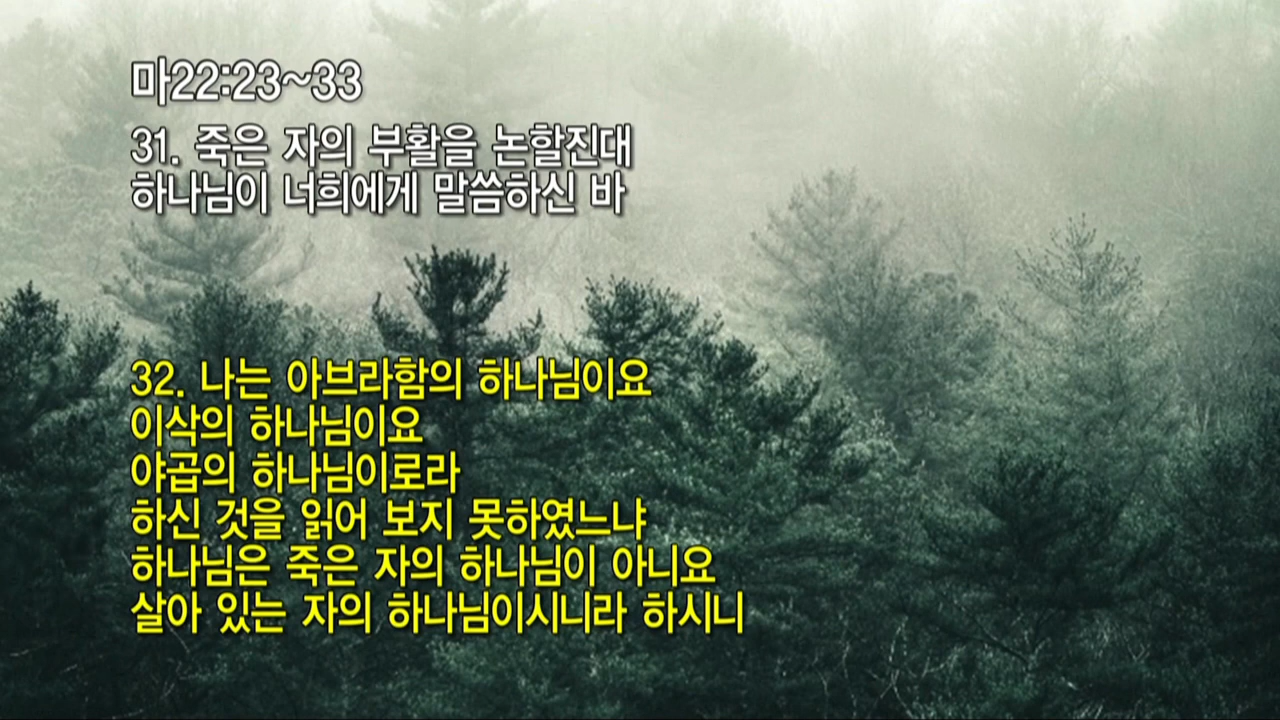 마22:23~33
31. 죽은 자의 부활을 논할진대
하나님이 너희에게 말씀하신 바
32. 나는 아브라함의 하나님이요
이삭의 하나님이요
야곱의 하나님이로라
하신 것을 읽어 보지 못하였느냐
하나님은 죽은 자의 하나님이 아니요
살아 있는 자의 하나님이시니라 하시니